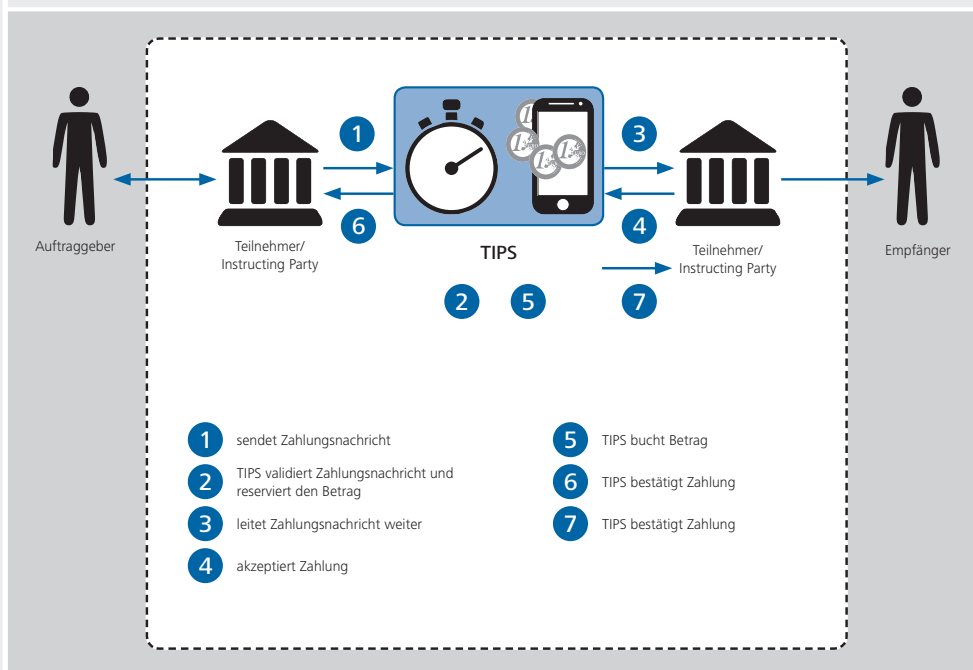 1
3
6
4
Auftraggeber
Teilnehmer/
Instructing Party
TIPS
Teilnehmer/
Instructing Party
Empfänger
2
5
7
1 sendet Zahlungsnachricht
2 TIPS validiert Zahlungsnachricht und
reserviert den Betrag
3 leitet Zahlungsnachricht weiter
4 akzeptiert Zahlung
5 TIPS bucht Betrag
6 TIPS bestätigt Zahlung
7 TIPS bestätigt Zahlung